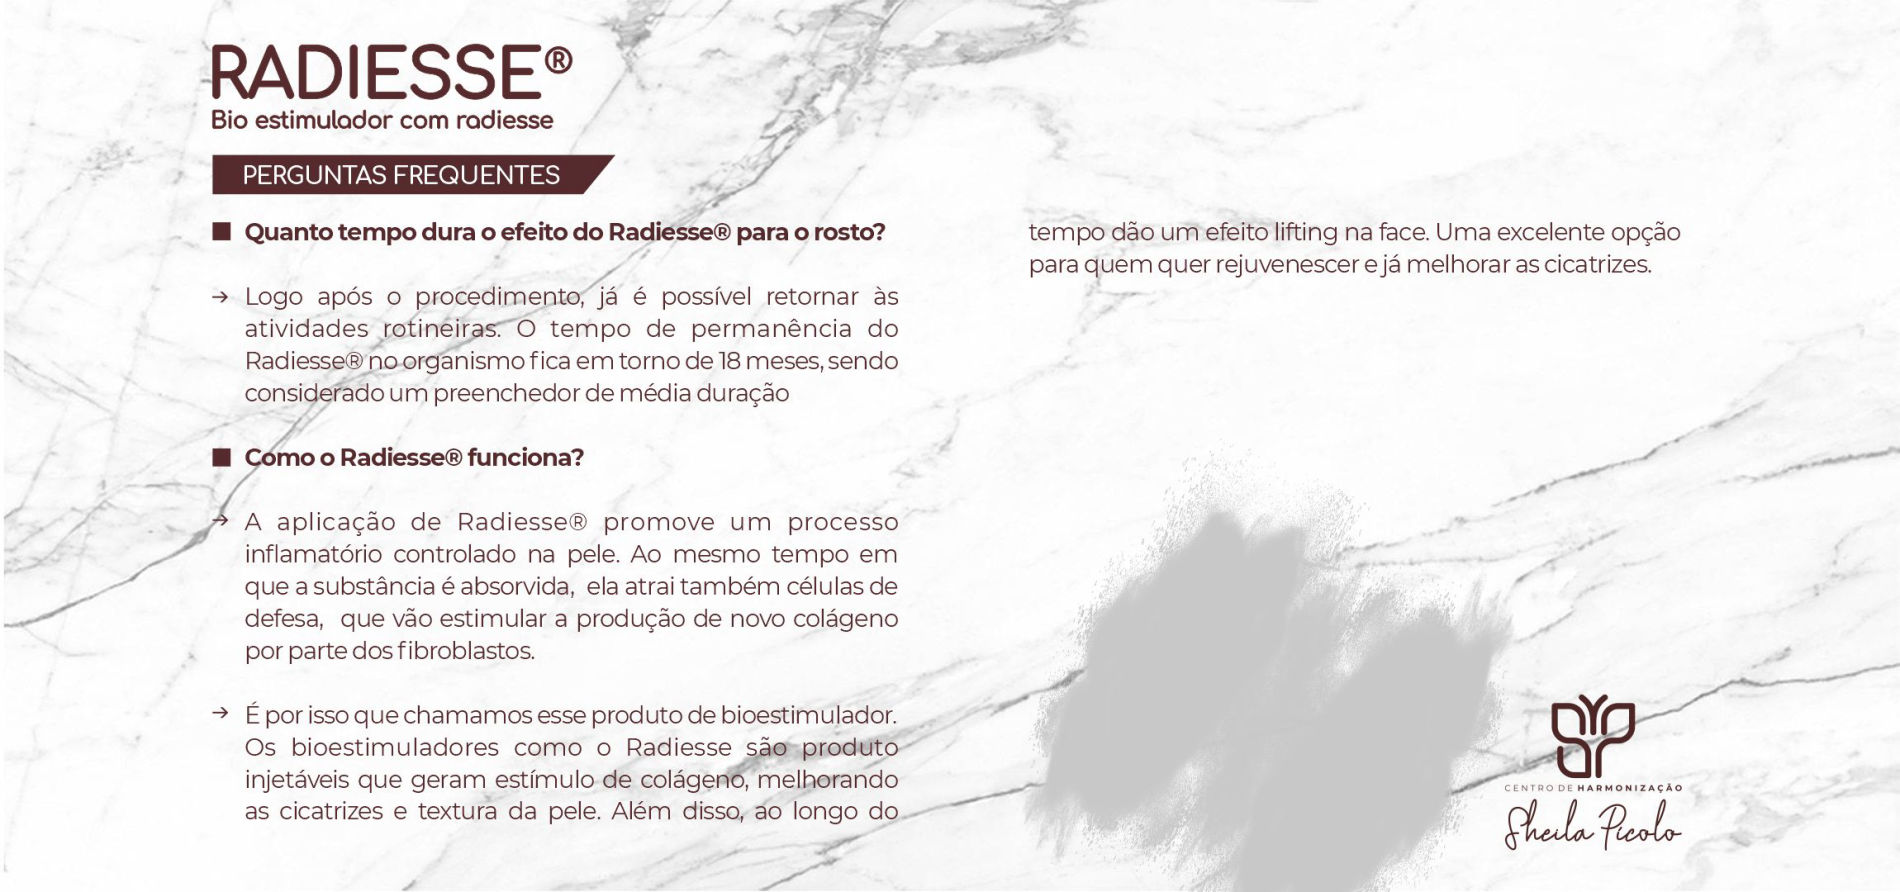 RADIESSE®
Bio estimulador com radiesse
PERGUNTAS FREQUENTES
Quanto tempo dura o efeito do Radiesse® para o rosto?
Logo após o procedimento, já é possível retornar às
atividades rotineiras. O tempo de permanência do
Radiesse® no organismo fica em torno de 18 meses, sendo
considerado um preenchedor de média duração
Como o Radiesse® funciona?
A aplicação de Radiesse® promove um processo
inflamatório controlado na pele. Ao mesmo tempo em
que a substância é absorvida, ela atrai também células de
defesa, que vão estimular a produção de novo colágeno
por parte dos fibroblastos.
É por isso que chamamos esse produto de bioestimulador.
Os bioestimuladores como o Radiesse são produto
injetáveis que geram estímulo de colágeno, melhorando
as cicatrizes e textura da pele. Além disso, ao longo do
tempo dão um efeito lifting na face. Uma excelente opção
para quem quer rejuvenescer e já melhorar as cicatrizes.
CENTRO DE HARMONIZAÇÃO
Sheila Picolo